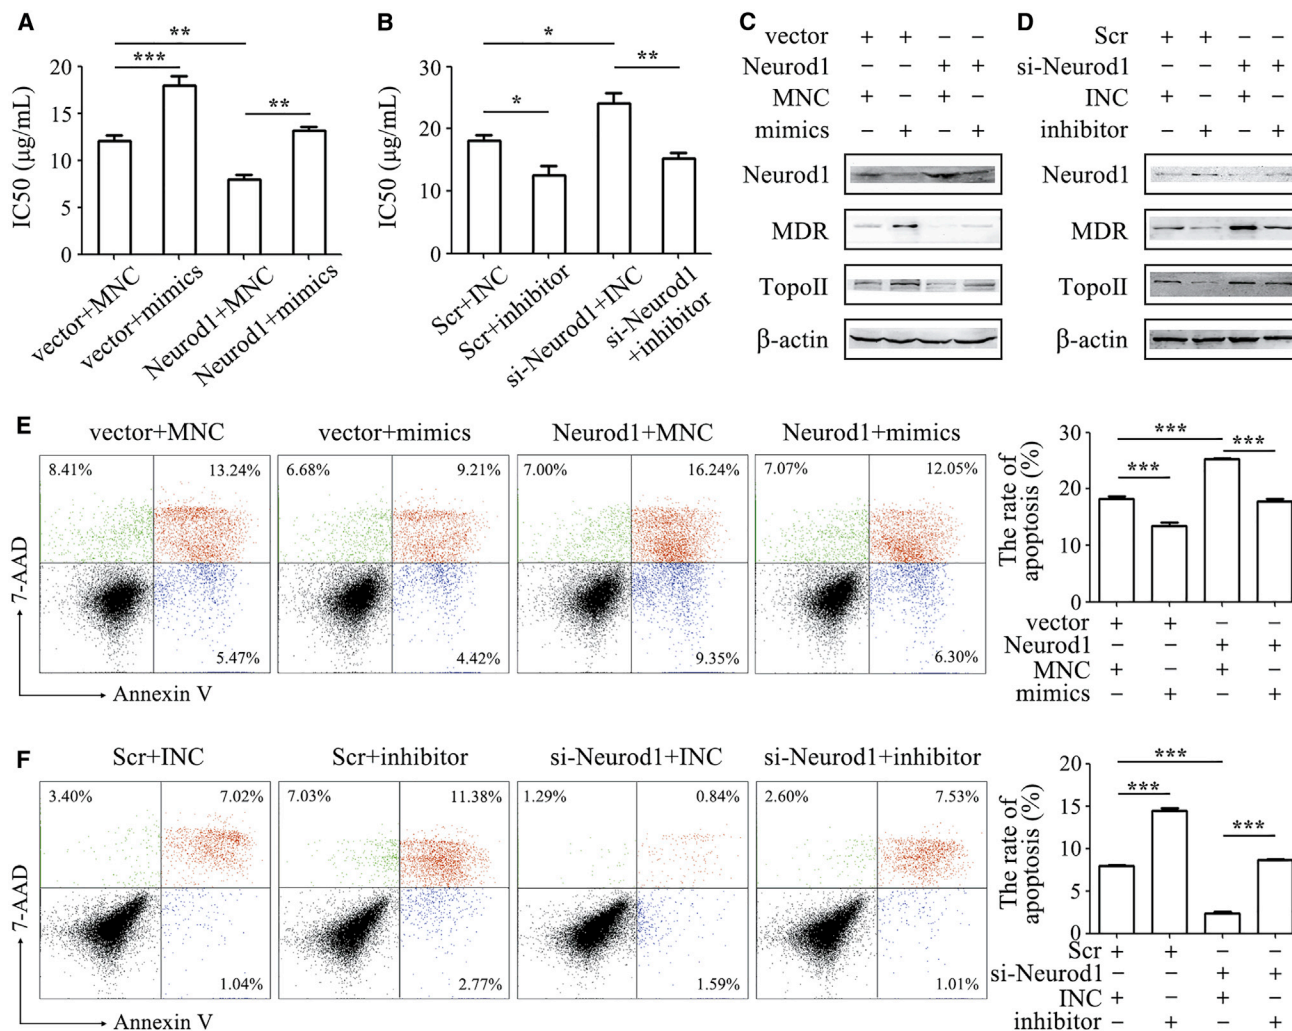 A
IC50 (μg/mL)
20
15
10
5
0
**
***
**
vector+MNC
vector+mimics
Neurod1+MNC
Neurod1+mimics
B
IC50 (μg/mL)
30
20
10
0
*
*
**
Scr+INC
Scr+inhibitor
si-Neurod1+INC
si-Neurod1
+inhibitor
C
vector + + − −
Neurod1 − − + +
MNC + − + −
mimics − + − +
Neurod1
MDR
TopoII
β-actin
D
Scr + + − −
si-Neurod1 − − + +
INC + − + −
inhibitor − + − +
Neurod1
MDR
TopoII
β-actin
E
vector+MNC
8.41% 13.24%
5.47%
vector+mimics
6.68% 9.21%
4.42%
Neurod1+MNC
7.00% 16.24%
9.35%
Neurod1+mimics
7.07% 12.05%
6.30%
7-AAD
Annexin V
The rate of
apoptosis (%)
30
20
10
0
***
***
***
vector + + − −
Neurod1 − − + +
MNC + − + −
mimics − + − +
F
Scr+INC
3.40% 7.02%
1.04%
Scr+inhibitor
7.03% 11.38%
2.77%
si-Neurod1+INC
1.29% 0.84%
1.59%
si-Neurod1+inhibitor
2.60% 7.53%
1.01%
7-AAD
Annexin V
The rate of
apoptosis (%)
20
15
10
5
0
***
***
***
Scr + + − −
si-Neurod1 − − + +
INC + − + −
inhibitor − + − +